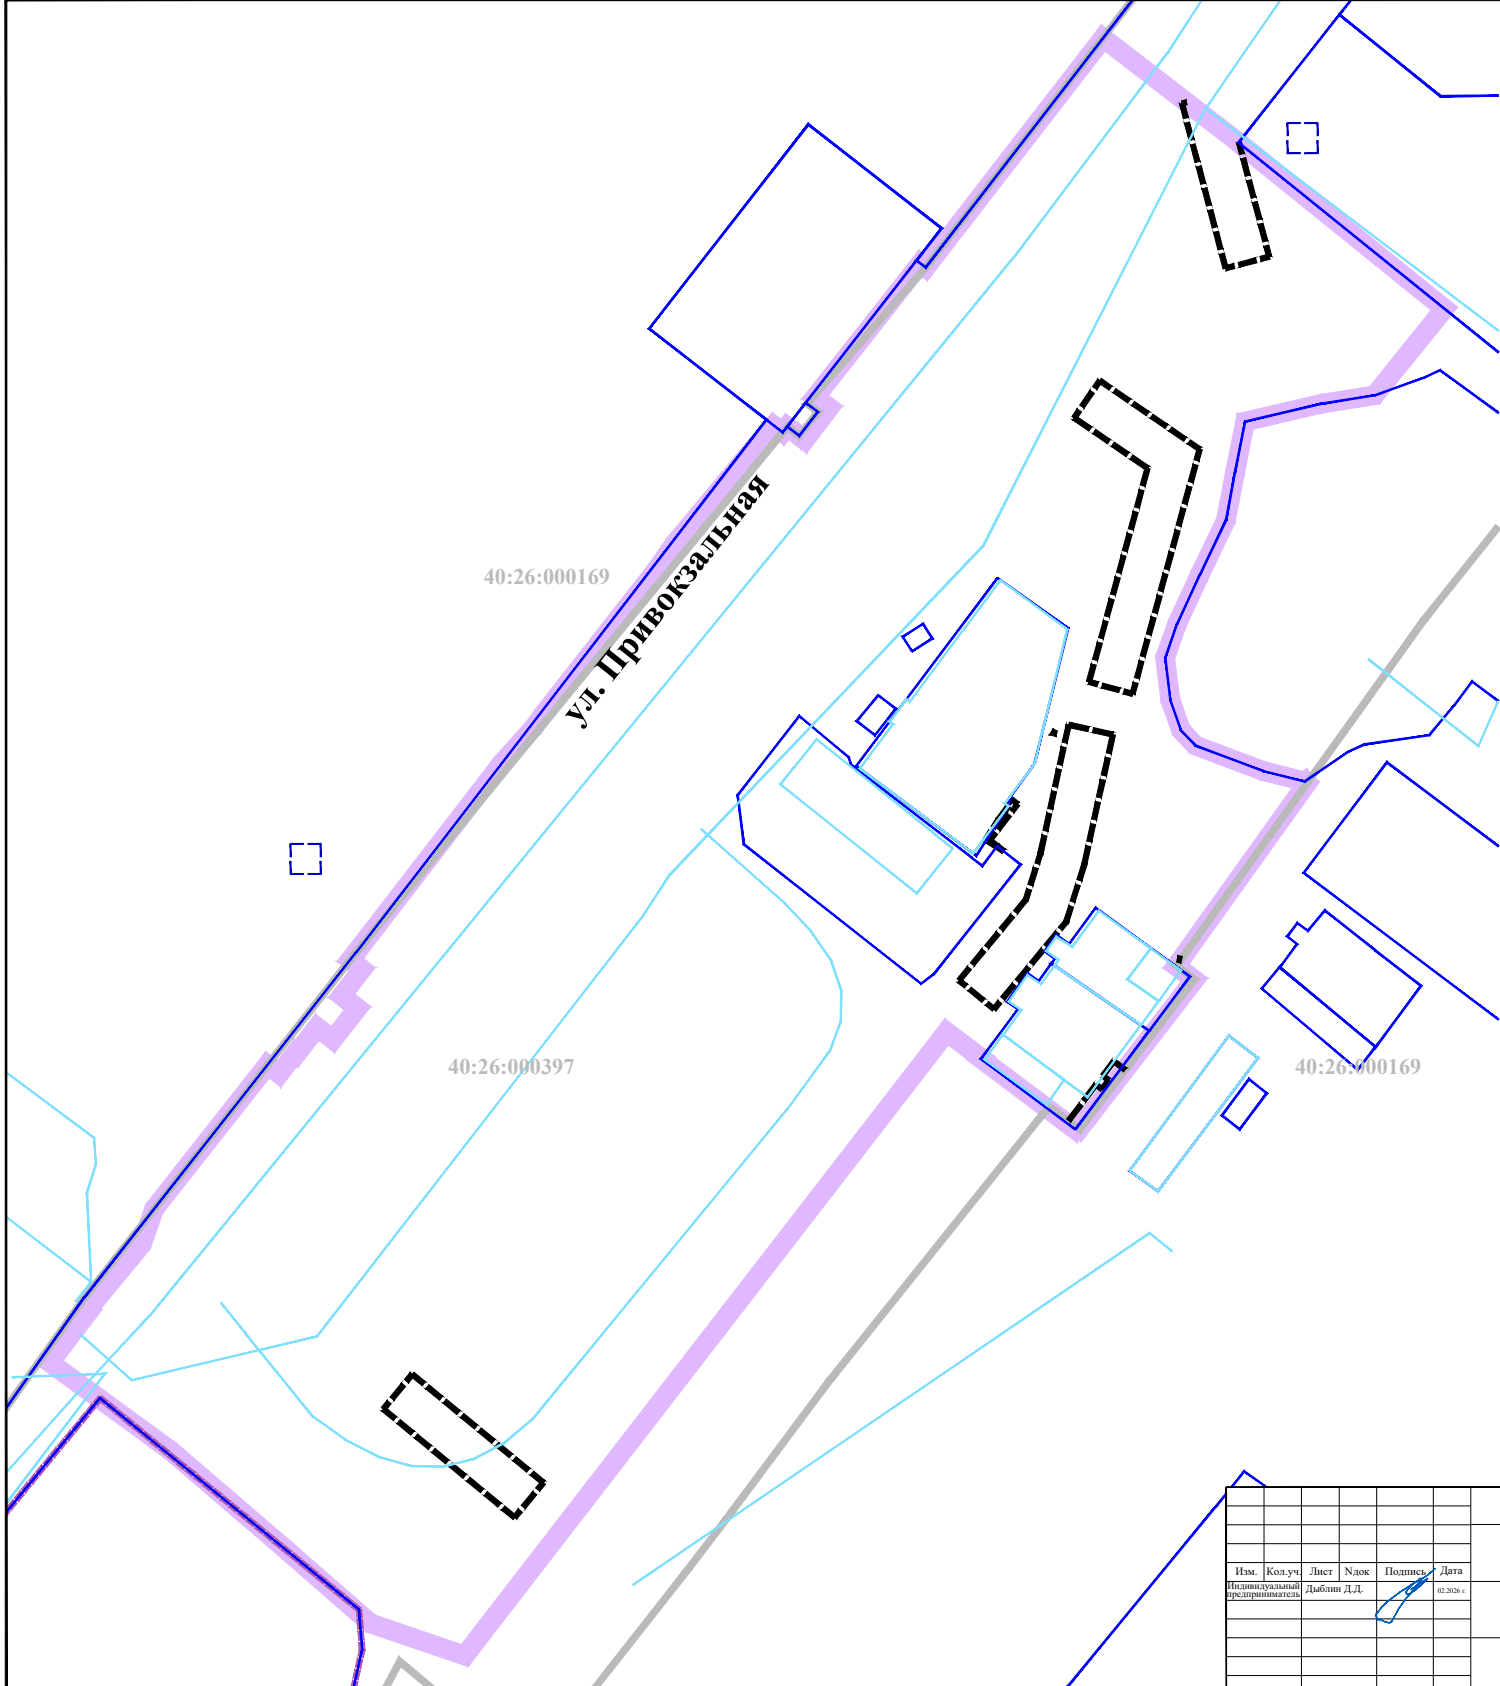 ул. Привокзальная
40:26:000169
40:26:000397
40:26:000169
Изм. Кол.уч. Лист Nдок Подпись Дата
Индивидуальный
предприниматель
Дыблин Д.Д.
02.2026 г.